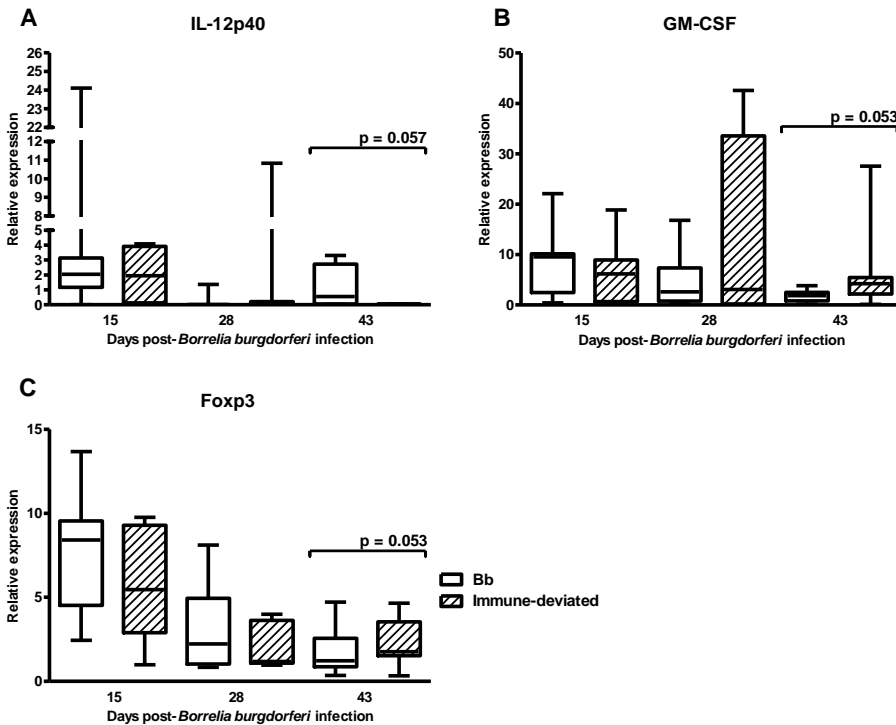 A
IL-12p40
26
25
24
23
22
12
11
10
9
8
5
4
3
2
1
0
Relative expression
p = 0.057
15 28 43
Days post-Borrelia burgdorferi infection
B
GM-CSF
50
40
30
20
10
0
Relative expression
p = 0.053
15 28 43
Days post-Borrelia burgdorferi infection
C
Foxp3
15
10
5
0
Relative expression
p = 0.053
15 28 43
Days post-Borrelia burgdorferi infection
Bb
Immune-deviated